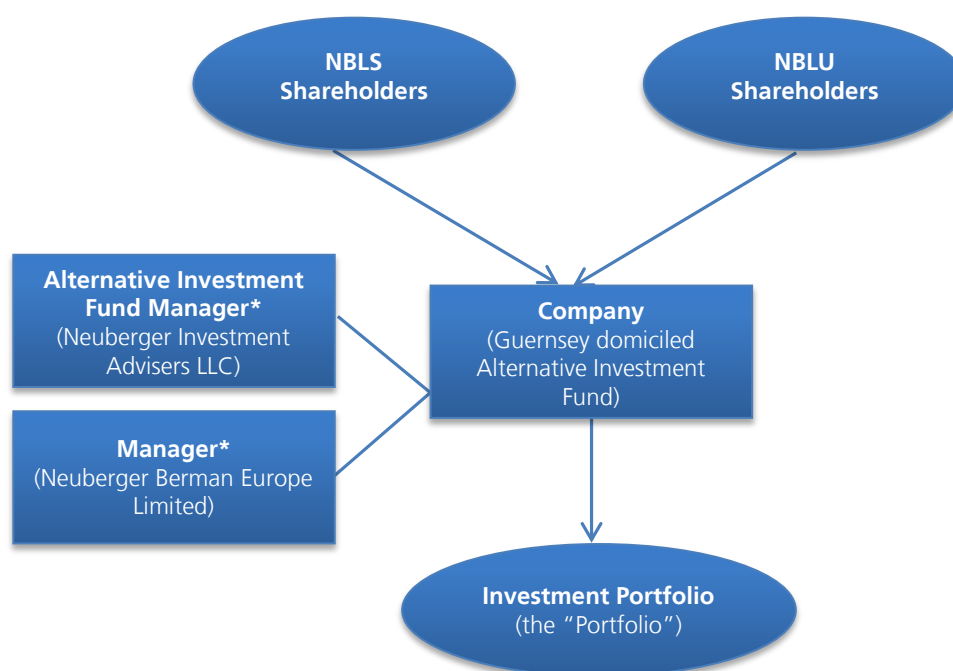 NBLS
Shareholders
NBLU
Shareholders
Alternative Investment
Fund Manager*
(Neuberger Investment
Advisers LLC)
Company
(Guernsey domiciled
Alternative Investment
Fund)
Manager*
(Neuberger Berman Europe
Limited)
Investment Portfolio
(the “Portfolio”)